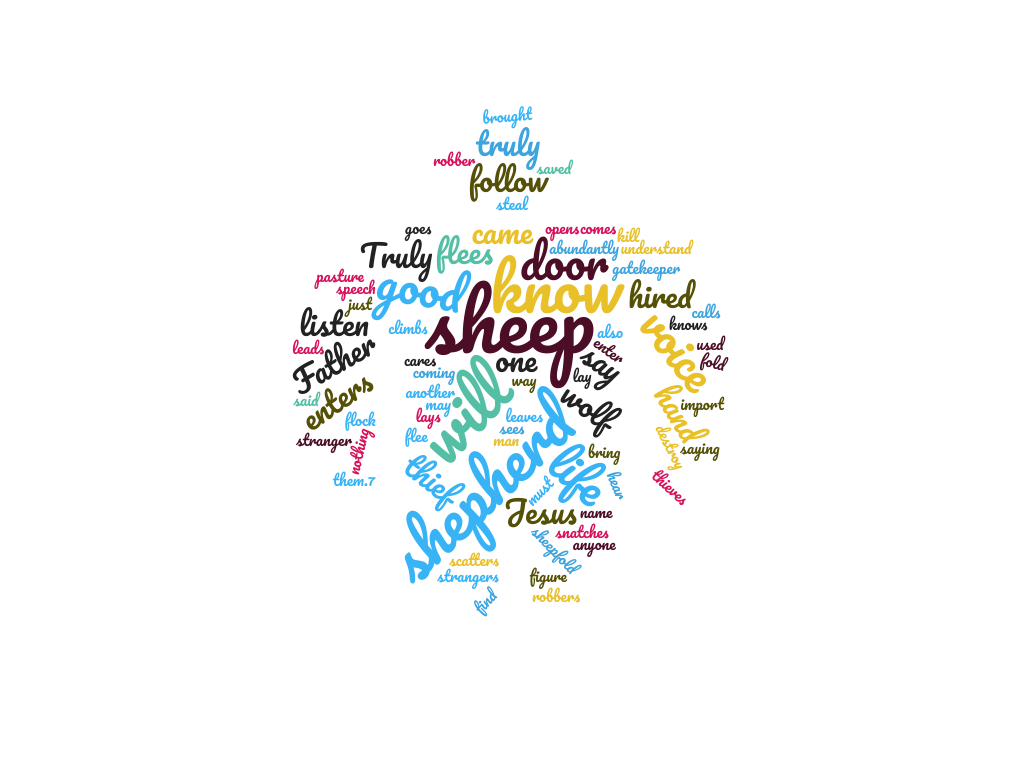 brought
truly
robber
saved
follow
steal
goes
came
opens
comes
kill
Truly
flees
door
abundantly
understand
gatekeeper
pasture
speech
good
know
hired
just
listen
climbs
sheep
also
calls
knows
voice
leads
Father
cares
one
say
enter
used
fold
coming
way
lay
said
enters
another
may
will
wolf
hand
import
flock
lays
leaves
sees
man
stranger
nothing
flee
shepherd
bring
destroy
saying
them.7
thief
life
must
hear
thieves
Jesus
name
snatches
sheepfold
anyone
scatters
strangers
figure
find
robbers